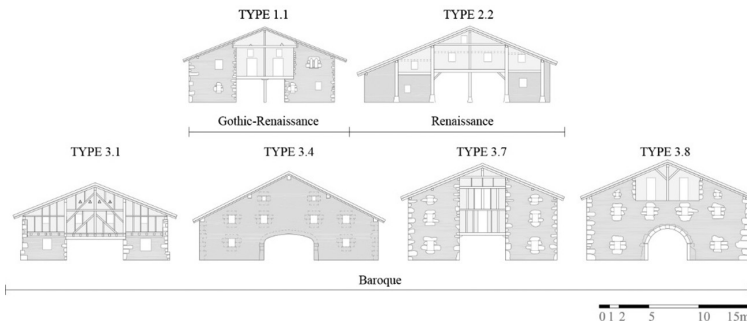 TYPE 1.1 TYPE 2.2
Gothic-Renaissance Renaissance
TYPE 3.1 TYPE 3.4 TYPE 3.7 TYPE 3.8
Baroque
0 1 2 5 10 15m